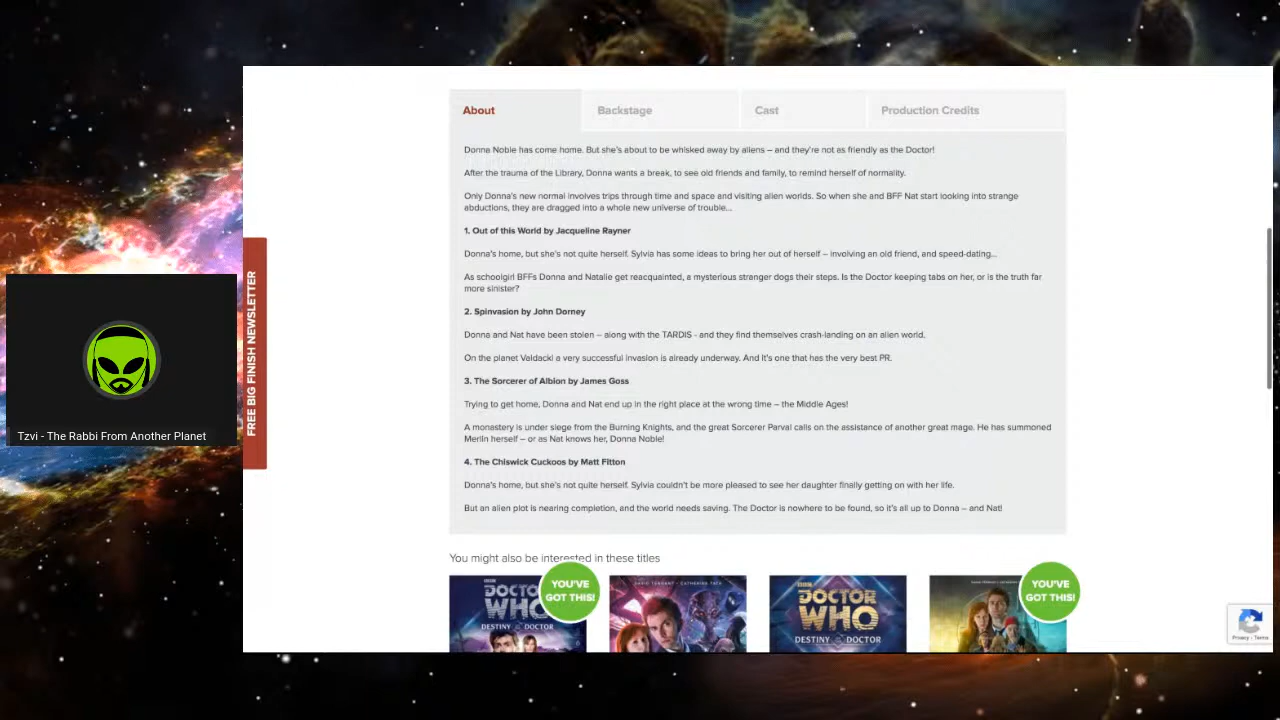 About
Backstage
Cast
Production Credits
Donna Noble has come home. But she's about to be whisked away by aliens – and they're not as friendly as the Doctor!
After the trauma of the Library, Donna wants a break, to see old friends and family, to remind herself of normality.
Only Donna's new normal involves trips through time and space and visiting alien worlds. So when she and BFF Nat start looking into strange
abductions, they are dragged into a whole new universe of trouble...
1. Out of this World by Jacqueline Rayner
Donna's home, but she's not quite herself. Sylvia has some ideas to bring her out of herself – involving an old friend, and speed-dating...
As schoolgirl BFFs Donna and Natalie get reacquainted, a mysterious stranger dogs their steps. Is the Doctor keeping tabs on her, or is the truth far
more sinister?
2. Spinvasion by John Dorney
Donna and Nat have been stolen – along with the TARDIS - and they find themselves crash-landing on an alien world.
On the planet Valdacki a very successful invasion is already underway. And it's one that has the very best PR.
3. The Sorcerer of Albion by James Goss
Trying to get home, Donna and Nat end up in the right place at the wrong time – the Middle Ages!
A monastery is under siege from the Burning Knights, and the great Sorcerer Parval calls on the assistance of another great mage. He has summoned
Merlin herself – or as Nat knows her, Donna Noble!
4. The Chiswick Cuckoos by Matt Fitton
Donna's home, but she's not quite herself. Sylvia couldn't be more pleased to see her daughter finally getting on with her life.
But an alien plot is nearing completion, and the world needs saving. The Doctor is nowhere to be found, so it's all up to Donna – and Nat!
FREE BIG FINISH NEWSLETTER
Tzvi - The Rabbi From Another Planet
You might also be interested in these titles
BBC
DOCTOR
WHO
DESTINY OF THE DOCTOR
YOU'VE
GOT THIS!
DAVID TENNANT • CATHERINE TATE
BBC
DOCTOR
WHO
DESTINY OF THE DOCTOR
YOU'VE
GOT THIS!
Privacy - Terms